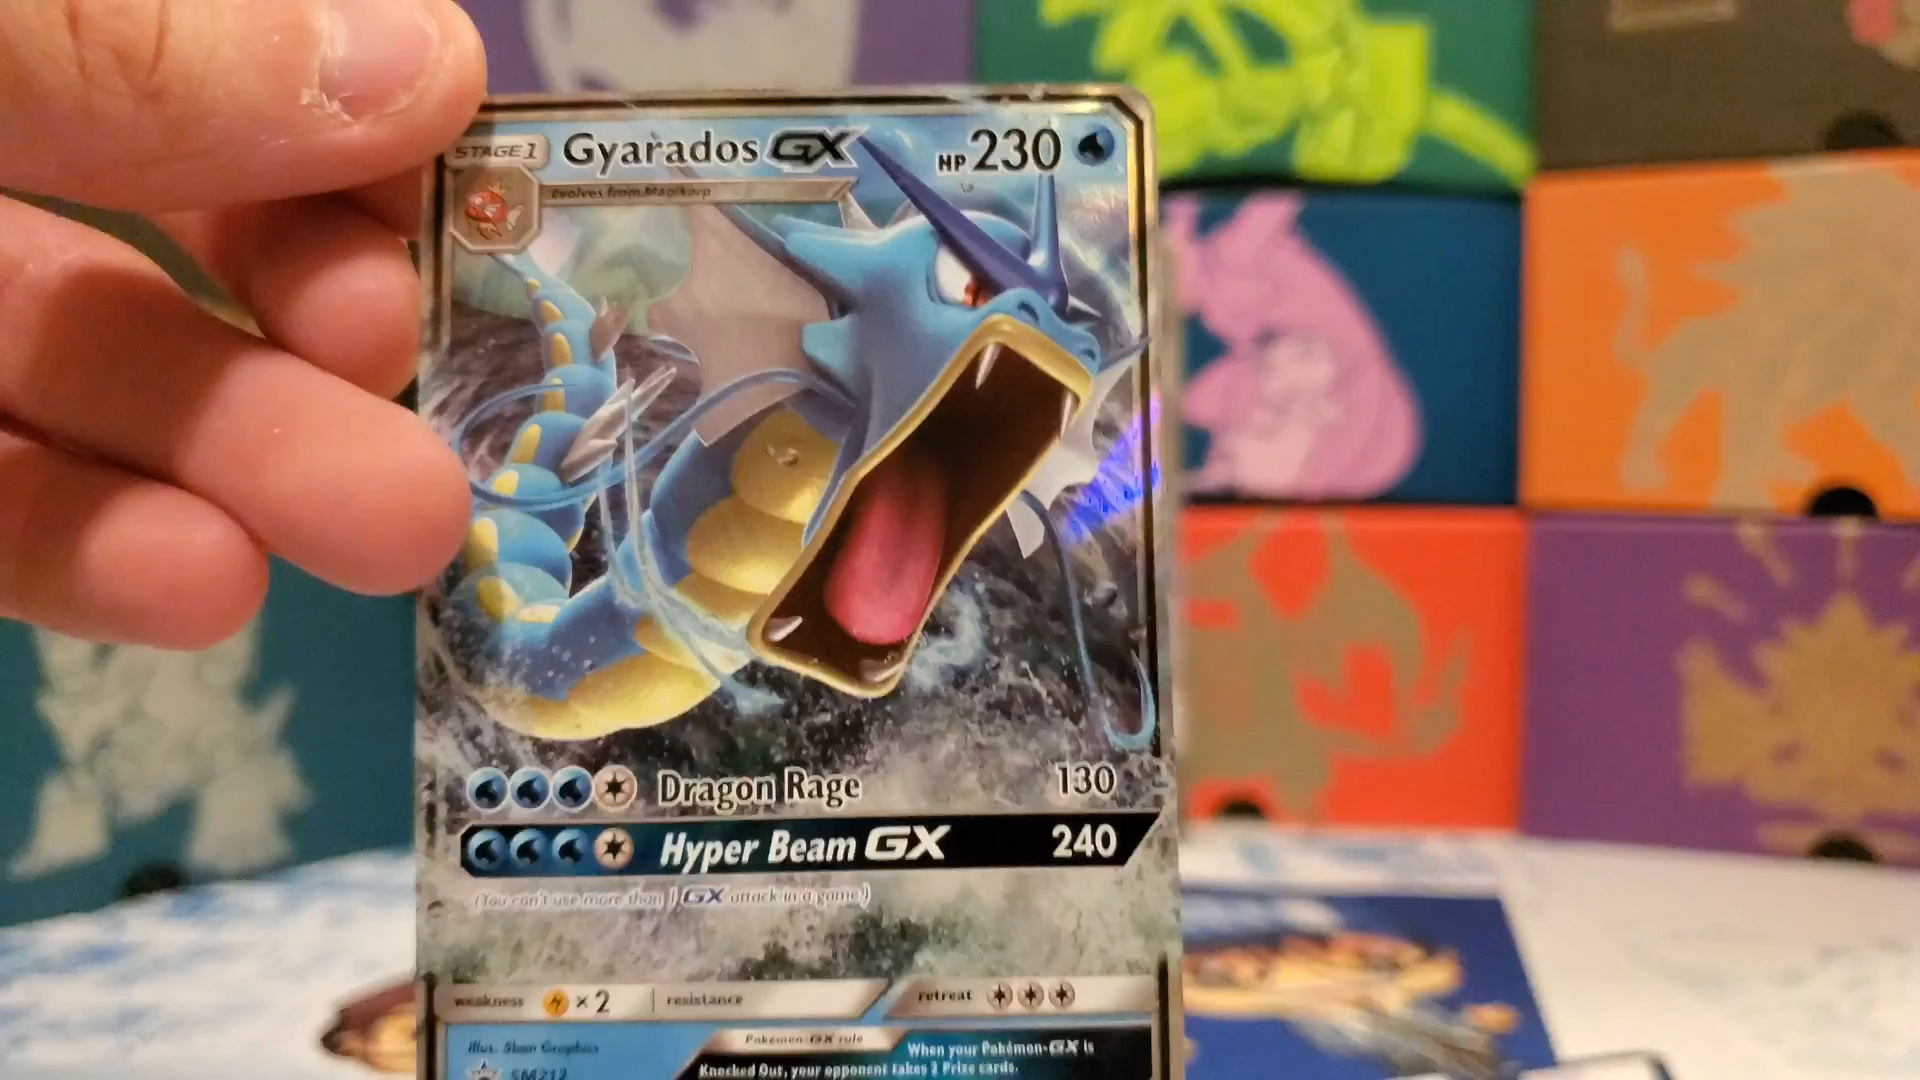 STAGE 1 Gyarados GX HP 230
Evolves from Magikarp
Dragon Rage 130
Hyper Beam GX 240
(You can't use more than 1 GX attack in a game.)
weakness × 2 resistance retreat
Pokémon-GX rule
When your Pokémon-GX is
Knocked Out, your opponent takes 2 Prize cards.
Illus. Sban Graphics
SM212